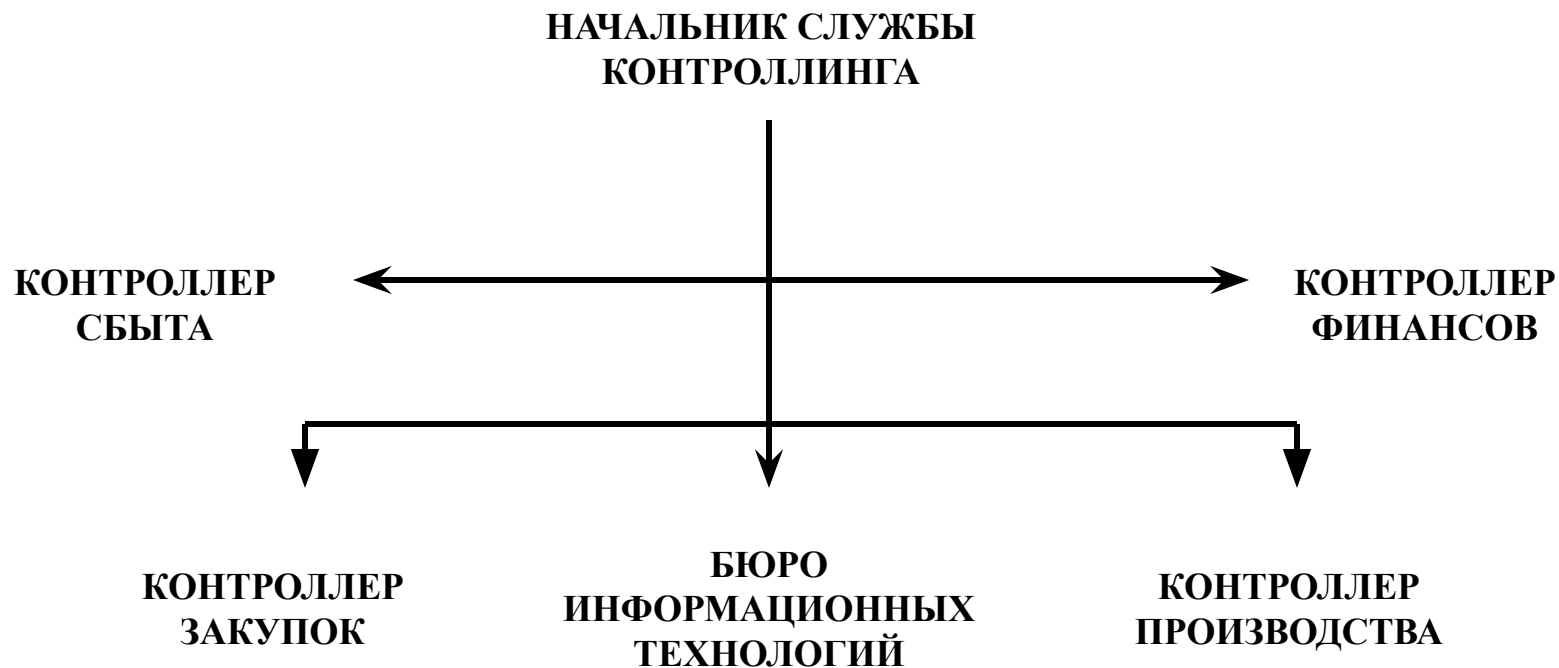 НАЧАЛЬНИК СЛУЖБЫ
КОНТРОЛЛИНГА
КОНТРОЛЛЕР
СБЫТА
КОНТРОЛЛЕР
ФИНАНСОВ
КОНТРОЛЛЕР
ЗАКУПОК
БЮРО
ИНФОРМАЦИОННЫХ
ТЕХНОЛОГИЙ
КОНТРОЛЛЕР
ПРОИЗВОДСТВА